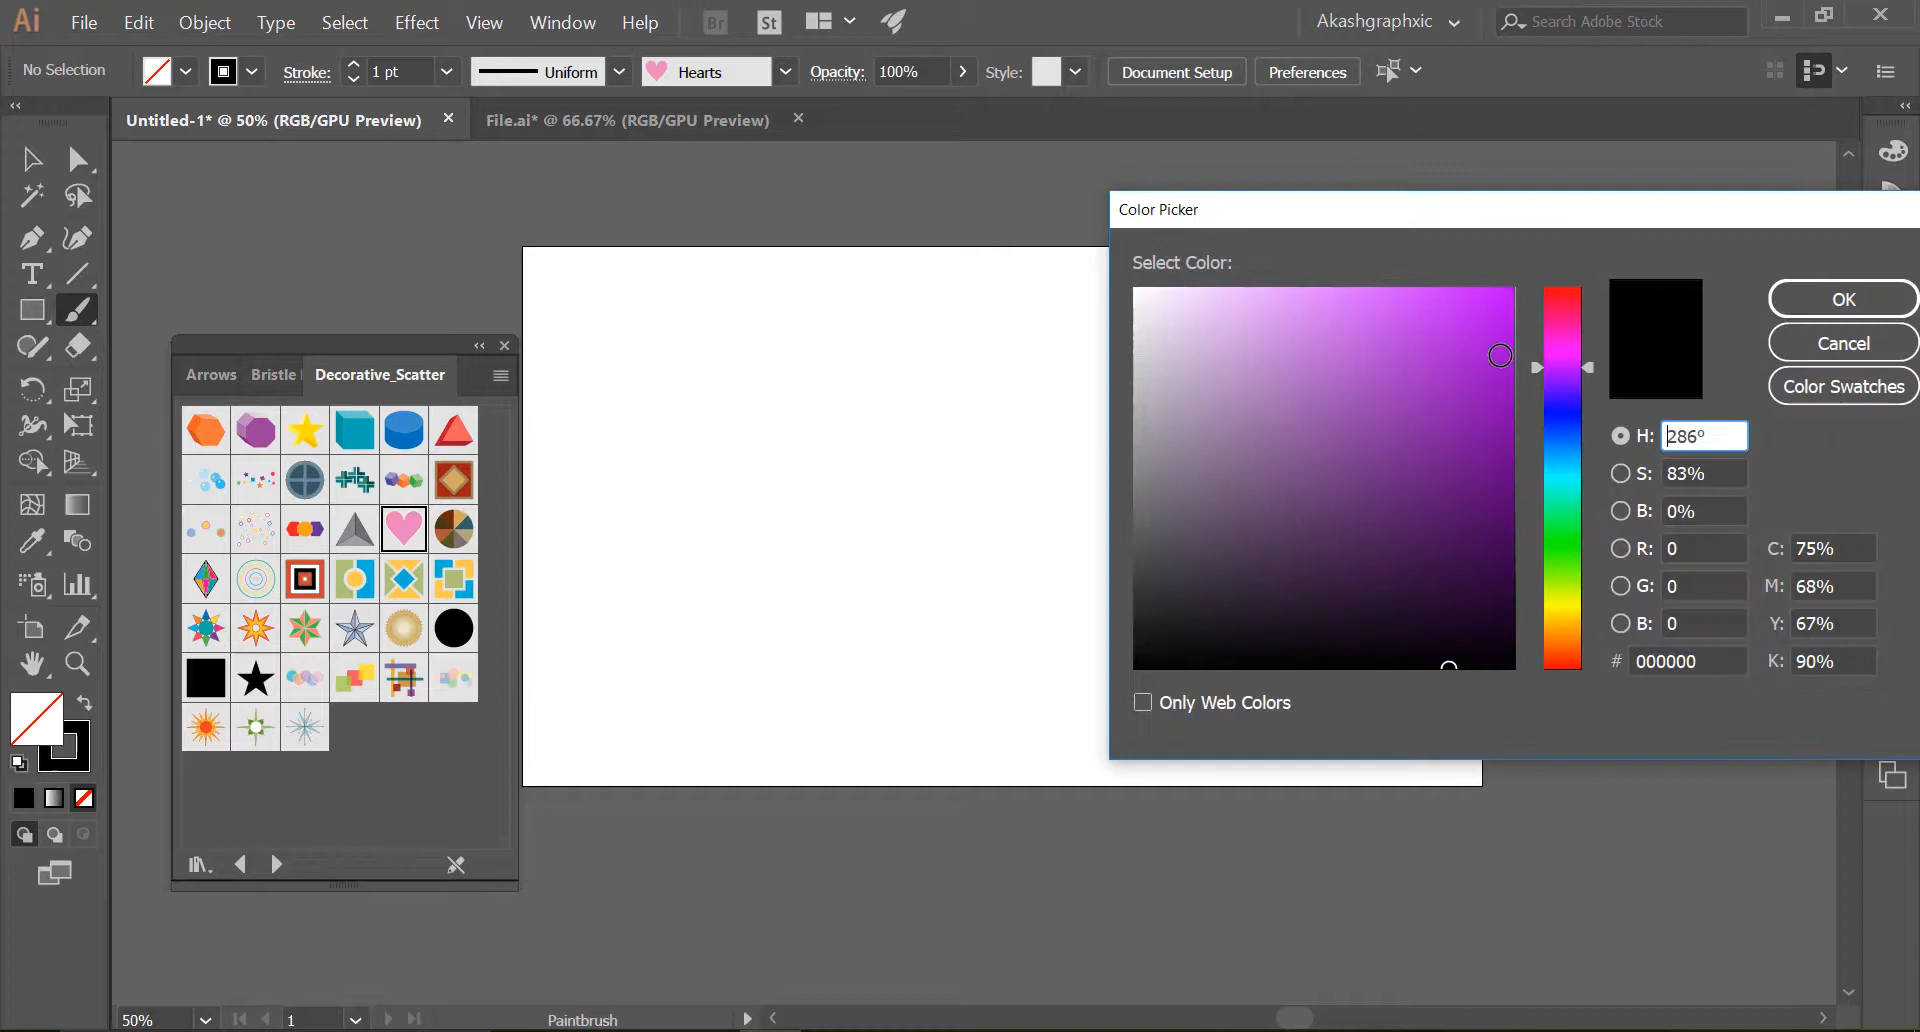 Ai File Edit Object Type Select Effect View Window Help Br St Akashgraphxic Search Adobe Stock
No Selection Stroke: 1 pt Uniform Hearts Opacity: 100% Style: Document Setup Preferences
Untitled-1* @ 50% (RGB/GPU Preview) File.ai* @ 66.67% (RGB/GPU Preview)
Color Picker
Select Color:
OK
Cancel
Color Swatches
Arrows Bristle Decorative_Scatter
H: 286°
S: 83%
B: 0%
R: 0 C: 75%
G: 0 M: 68%
B: 0 Y: 67%
# 000000 K: 90%
Only Web Colors
50% 1 Paintbrush